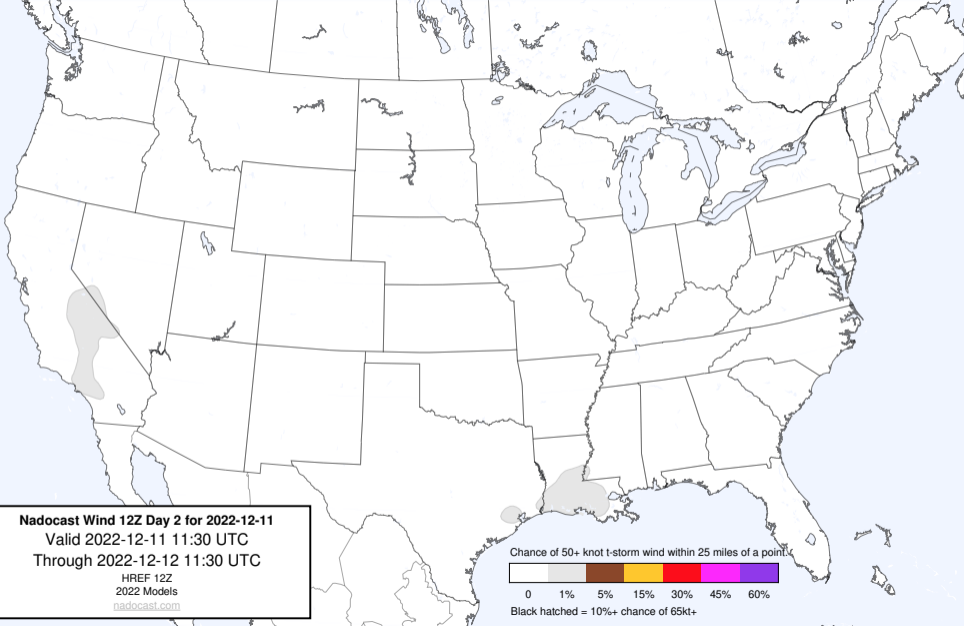 Nadocast Wind 12Z Day 2 for 2022-12-11
Valid 2022-12-11 11:30 UTC
Through 2022-12-12 11:30 UTC
HREF 12Z
2022 Models
nadocast.com
Chance of 50+ knot t-storm wind within 25 miles of a point.
0 1% 5% 15% 30% 45% 60%
Black hatched = 10%+ chance of 65kt+